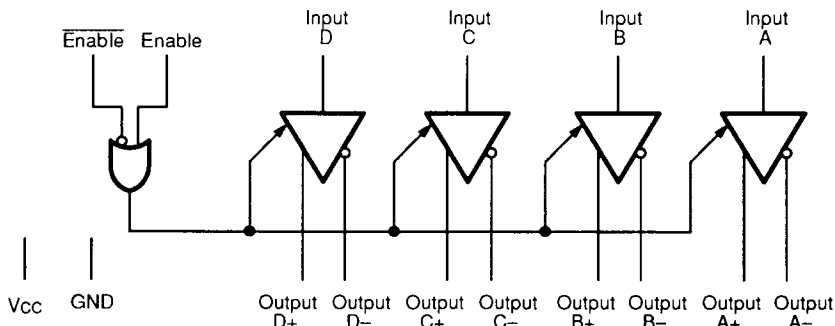 Input D
Input C
Input B
Input A
Enable
Enable
VCC
GND
Output D+
Output D−
Output C+
Output C−
Output B+
Output B−
Output A+
Output A−